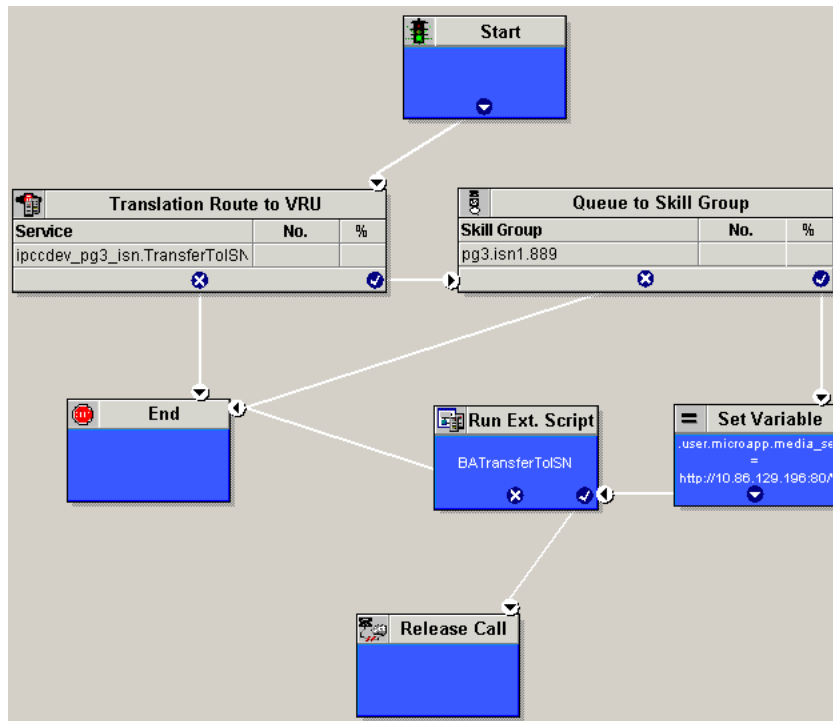 Start
Translation Route to VRU
Service No. %
ipccdev_pg3_isn.TransferToISN
Queue to Skill Group
Skill Group No. %
pg3.isn1.889
End
Run Ext. Script
BATransferToISN
Set Variable
.user.microapp.media_se
=
http://10.86.129.196:80/
Release Call